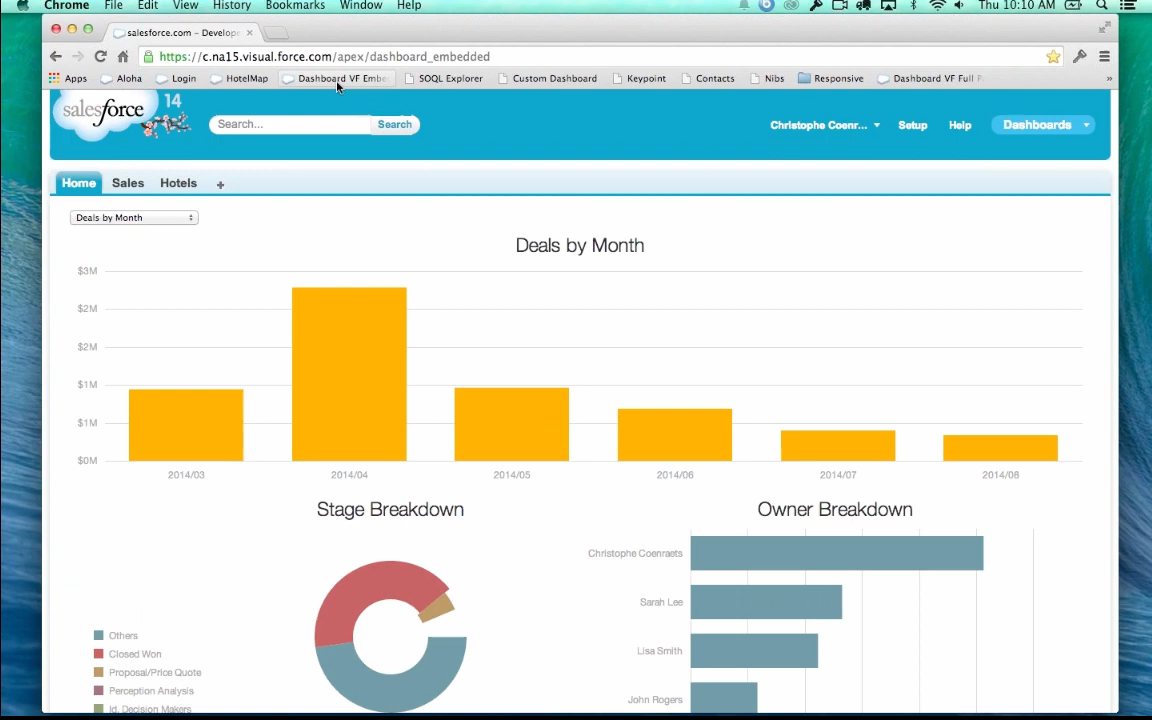 Chrome File Edit View History Bookmarks Window Help Thu 10:10 AM
salesforce.com – Develope
https://c.na15.visual.force.com/apex/dashboard_embedded
Apps Aloha Login HotelMap Dashboard VF Embe SOQL Explorer Custom Dashboard Keypoint Contacts Nibs Responsive Dashboard VF Full P »
salesforce 14 Search... Search Christophe Coenr... Setup Help Dashboards
Home Sales Hotels +
Deals by Month
Deals by Month
$3M
$2M
$2M
$1M
$1M
$0M
2014/03 2014/04 2014/05 2014/06 2014/07 2014/08
Stage Breakdown
Others
Closed Won
Proposal/Price Quote
Perception Analysis
Id. Decision Makers
Owner Breakdown
Christophe Coenraets
Sarah Lee
Lisa Smith
John Rogers